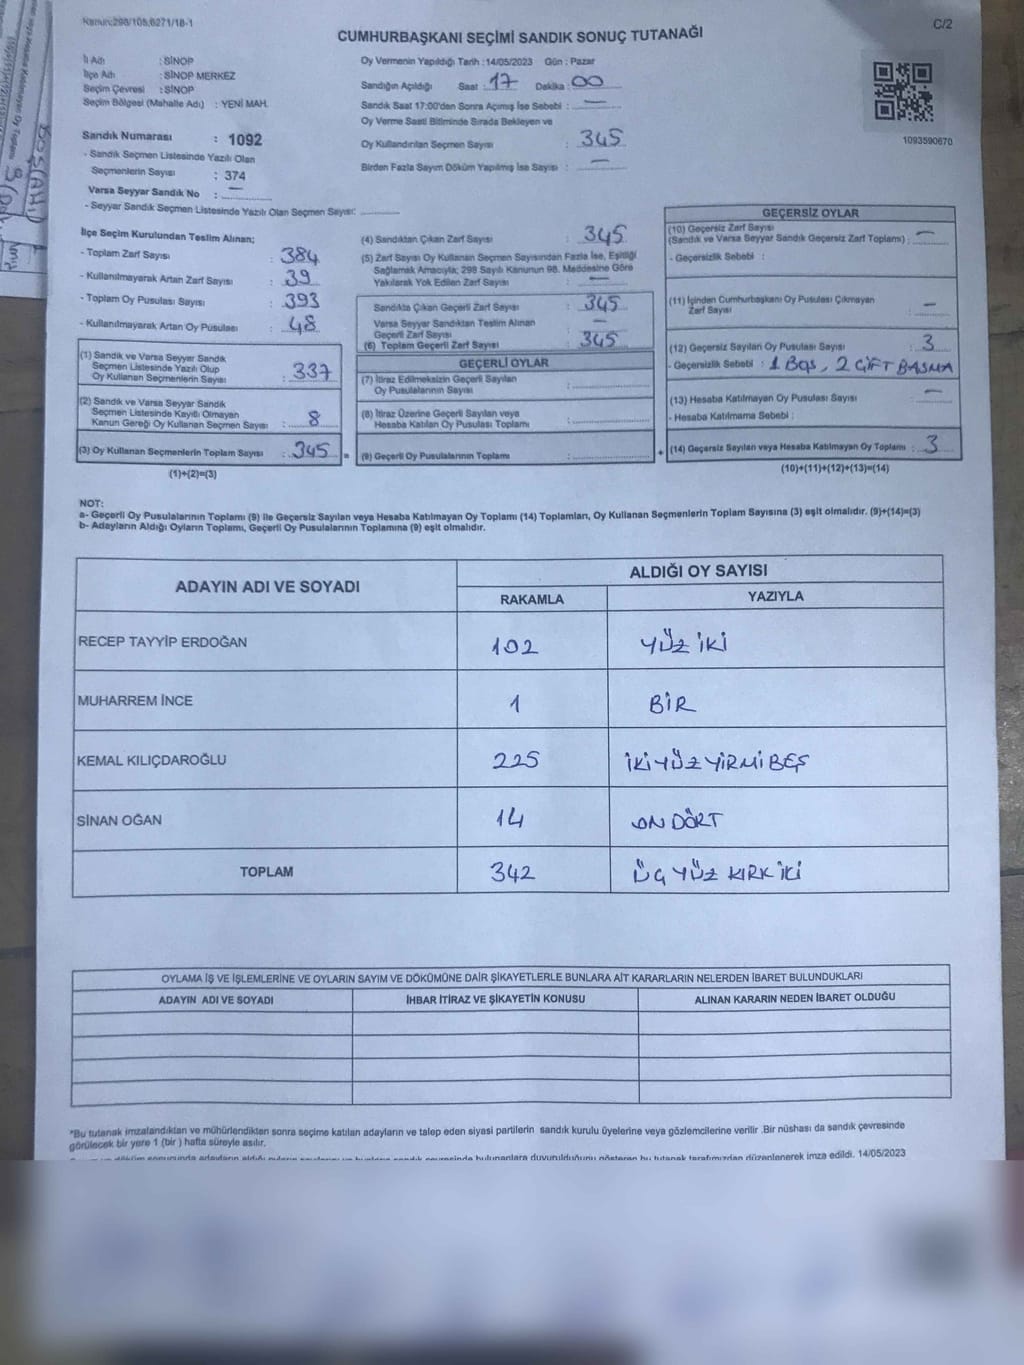 Kanun:298/105,6271/18-1
C/2
CUMHURBAŞKANI SEÇİMİ SANDIK SONUÇ TUTANAĞI
İl Adı : SİNOP
İlçe Adı : SİNOP MERKEZ
Seçim Çevresi : SİNOP
Seçim Bölgesi (Mahalle Adı) : YENİ MAH.
Sandık Numarası : 1092
- Sandık Seçmen Listesinde Yazılı Olan
Seçmenlerin Sayısı : 374
Varsa Seyyar Sandık No : —
- Seyyar Sandık Seçmen Listesinde Yazılı Olan Seçmen Sayısı:
Oy Vermenin Yapıldığı Tarih :14/05/2023 Gün : Pazar
Sandığın Açıldığı Saat : 17 Dakika : 00
Sandık Saat 17:00'den Sonra Açımış İse Sebebi : —
Oy Verme Saati Bitiminde Sırada Bekleyen ve
Oy Kullandırılan Seçmen Sayısı : 345
Birden Fazla Sayım Döküm Yapılmış İse Sayısı : —
1093590670
İlçe Seçim Kurulundan Teslim Alınan;
- Toplam Zarf Sayısı : 384
- Kullanılmayarak Artan Zarf Sayısı : 39
- Toplam Oy Pusulası Sayısı : 393
- Kullanılmayarak Artan Oy Pusulası : 48
(1) Sandık ve Varsa Seyyar Sandık
Seçmen Listesinde Yazılı Olup
Oy Kullanan Seçmenlerin Sayısı : 337
(2) Sandık ve Varsa Seyyar Sandık
Seçmen Listesinde Kayıtlı Olmayan
Kanun Gereği Oy Kullanan Seçmen Sayısı : 8
(3) Oy Kullanan Seçmenlerin Toplam Sayısı : 345 =
(1)+(2)=(3)
(4) Sandıktan Çıkan Zarf Sayısı : 345
(5) Zarf Sayısı Oy Kullanan Seçmen Sayısından Fazla İse, Eşitliği
Sağlamak Amacıyla; 298 Sayılı Kanunun 98. Maddesine Göre
Yakılarak Yok Edilen Zarf Sayısı : —
Sandıkta Çıkan Geçerli Zarf Sayısı : 345
Varsa Seyyar Sandıktan Teslim Alınan
Geçerli Zarf Sayısı : —
(6) Toplam Geçerli Zarf Sayısı : 345
GEÇERLİ OYLAR
(7) İtiraz Edilmeksizin Geçerli Sayılan
Oy Pusulalarının Sayısı :
(8) İtiraz Üzerine Geçerli Sayılan veya
Hesaba Katılan Oy Pusulası Toplamı :
(9) Geçerli Oy Pusulalarının Toplamı : +
GEÇERSİZ OYLAR
(10) Geçersiz Zarf Sayısı
(Sandık ve Varsa Seyyar Sandık Geçersiz Zarf Toplamı) : —
- Geçersizlik Sebebi :
(11) İçinden Cumhurbaşkanı Oy Pusulası Çıkmayan
Zarf Sayısı : —
(12) Geçersiz Sayılan Oy Pusulası Sayısı : 3
- Geçersizlik Sebebi : 1 BOŞ, 2 ÇİFT BASMA
(13) Hesaba Katılmayan Oy Pusulası Sayısı : —
- Hesaba Katılmama Sebebi :
(14) Geçersiz Sayılan veya Hesaba Katılmayan Oy Toplamı : 3
(10)+(11)+(12)+(13)=(14)
NOT:
a- Geçerli Oy Pusulalarının Toplamı (9) ile Geçersiz Sayılan veya Hesaba Katılmayan Oy Toplamı (14) Toplamları, Oy Kullanan Seçmenlerin Toplam Sayısına (3) eşit olmalıdır. (9)+(14)=(3)
b- Adayların Aldığı Oyların Toplamı, Geçerli Oy Pusulalarının Toplamına (9) eşit olmalıdır.
ADAYIN ADI VE SOYADI
ALDIĞI OY SAYISI
RAKAMLA YAZIYLA
RECEP TAYYİP ERDOĞAN 102 YÜZ İKİ
MUHARREM İNCE 1 BİR
KEMAL KILIÇDAROĞLU 225 İKİ YÜZ YİRMİ BEŞ
SİNAN OĞAN 14 ON DÖRT
TOPLAM 342 ÜÇ YÜZ KIRK İKİ
OYLAMA İŞ VE İŞLEMLERİNE VE OYLARIN SAYIM VE DÖKÜMÜNE DAİR ŞİKAYETLERLE BUNLARA AİT KARARLARIN NELERDEN İBARET BULUNDUKLARI
ADAYIN ADI VE SOYADI İHBAR İTİRAZ VE ŞİKAYETİN KONUSU ALINAN KARARIN NEDEN İBARET OLDUĞU
*Bu tutanak imzalandıktan ve mühürlendikten sonra seçime katılan adayların ve talep eden siyasi partilerin sandık kurulu üyelerine veya gözlemcilerine verilir .Bir nüshası da sandık çevresinde
görülecek bir yere 1 (bir ) hafta süreyle asılır.
bu tutanak tarafımızdan düzenlenerek imza edildi. 14/05/2023